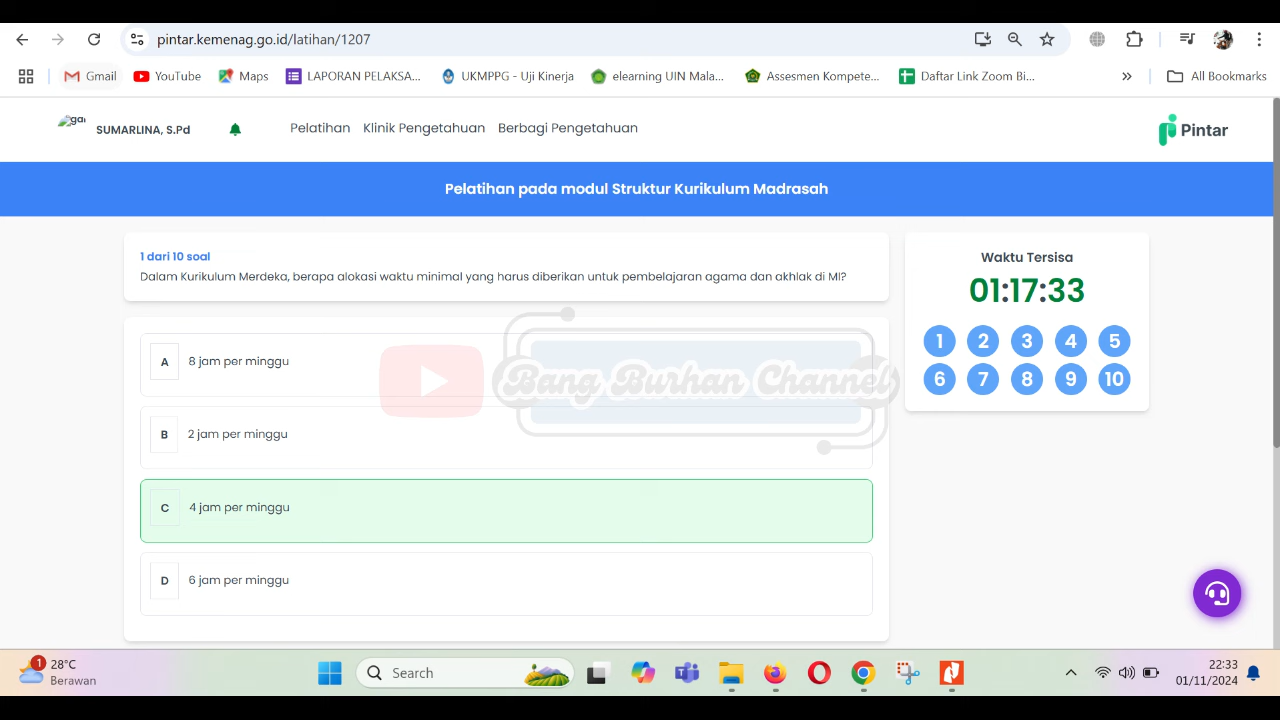 pintar.kemenag.go.id/latihan/1207
Gmail
YouTube
Maps
LAPORAN PELAKSA...
UKMPPG - Uji Kinerja
elearning UIN Mala...
Assesmen Kompete...
Daftar Link Zoom Bi...
»
All Bookmarks
SUMARLINA, S.Pd
Pelatihan
Klinik Pengetahuan
Berbagi Pengetahuan
Pintar
Pelatihan pada modul Struktur Kurikulum Madrasah
1 dari 10 soal
Dalam Kurikulum Merdeka, berapa alokasi waktu minimal yang harus diberikan untuk pembelajaran agama dan akhlak di MI?
A 8 jam per minggu
B 2 jam per minggu
C 4 jam per minggu
D 6 jam per minggu
Bang Burhan Channel
Waktu Tersisa
01:17:33
1 2 3 4 5
6 7 8 9 10
1
28°C
Berawan
Search
22:33
01/11/2024